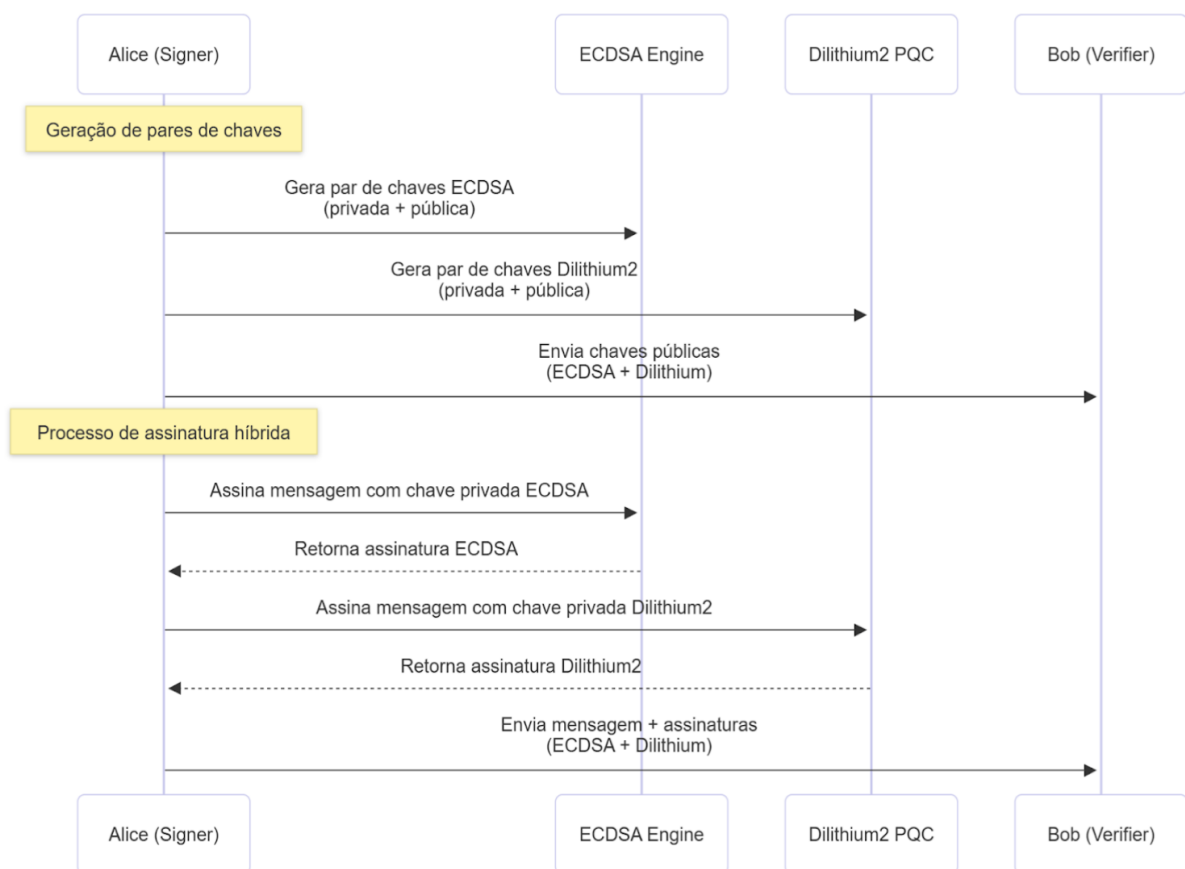 Alice (Signer)
ECDSA Engine
Dilithium2 PQC
Bob (Verifier)
Geração de pares de chaves
Gera par de chaves ECDSA
(privada + pública)
Gera par de chaves Dilithium2
(privada + pública)
Envia chaves públicas
(ECDSA + Dilithium)
Processo de assinatura híbrida
Assina mensagem com chave privada ECDSA
Retorna assinatura ECDSA
Assina mensagem com chave privada Dilithium2
Retorna assinatura Dilithium2
Envia mensagem + assinaturas
(ECDSA + Dilithium)
Alice (Signer)
ECDSA Engine
Dilithium2 PQC
Bob (Verifier)